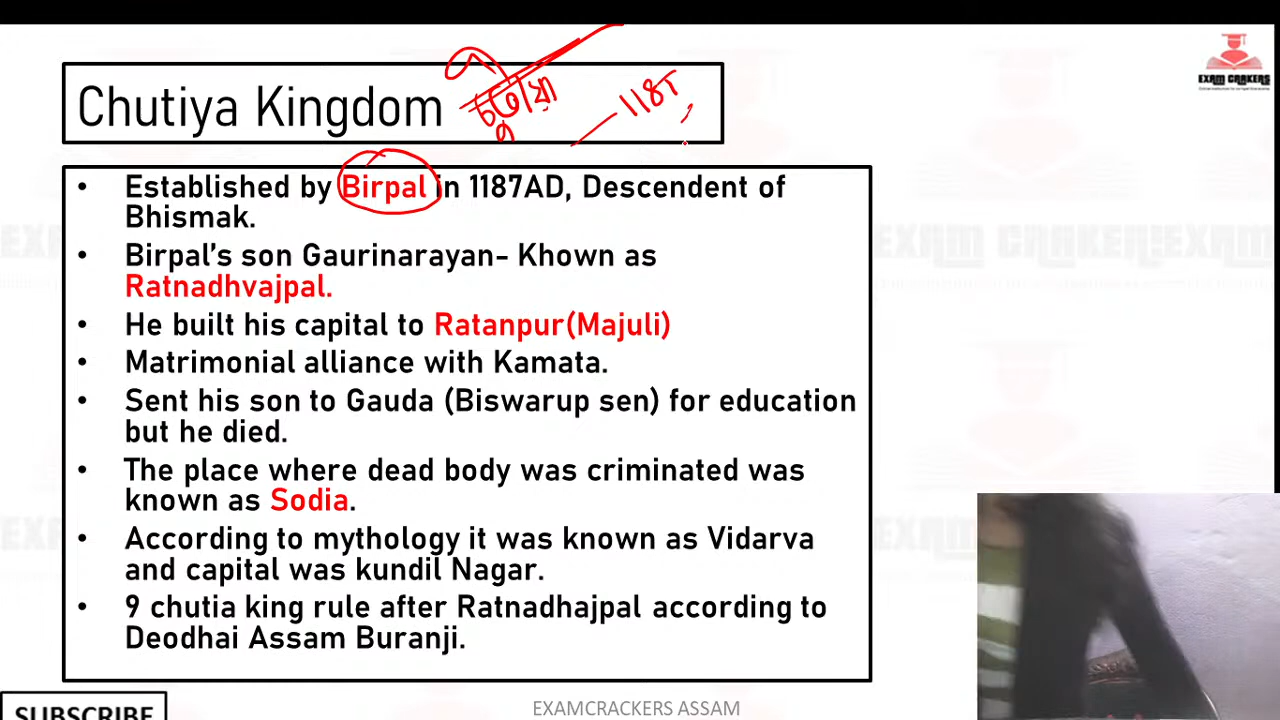 Chutiya Kingdom
চুতীয়া
1187
Established by Birpal in 1187AD, Descendent of
Bhismak.
Birpal’s son Gaurinarayan- Khown as
Ratnadhvajpal.
He built his capital to Ratanpur(Majuli)
Matrimonial alliance with Kamata.
Sent his son to Gauda (Biswarup sen) for education
but he died.
The place where dead body was criminated was
known as Sodia.
According to mythology it was known as Vidarva
and capital was kundil Nagar.
9 chutia king rule after Ratnadhajpal according to
Deodhai Assam Buranji.
EXAM CRAKERS
SUBSCRIBE
EXAMCRACKERS ASSAM